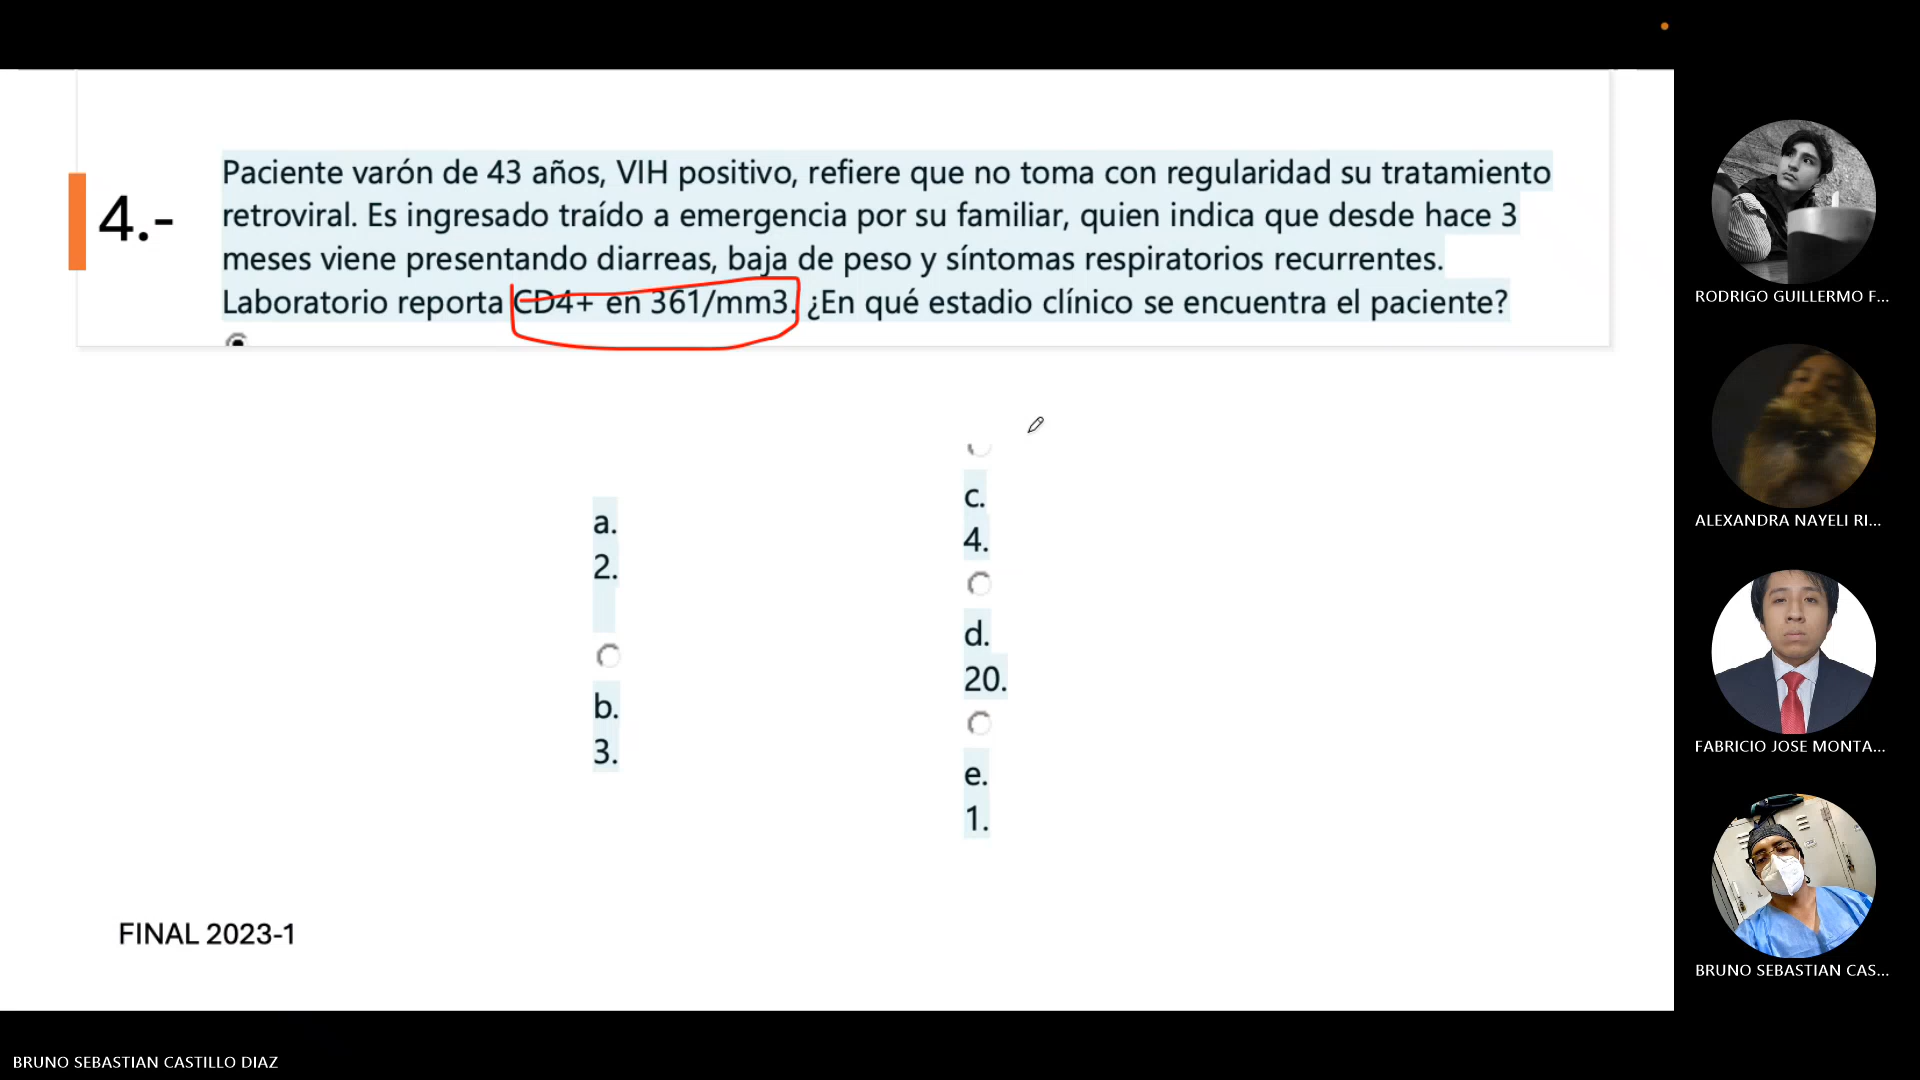 4.-
Paciente varón de 43 años, VIH positivo, refiere que no toma con regularidad su tratamiento
retroviral. Es ingresado traído a emergencia por su familiar, quien indica que desde hace 3
meses viene presentando diarreas, baja de peso y síntomas respiratorios recurrentes.
Laboratorio reporta CD4+ en 361/mm3. ¿En qué estadio clínico se encuentra el paciente?
a.
2.
b.
3.
c.
4.
d.
20.
e.
1.
FINAL 2023-1
RODRIGO GUILLERMO F...
ALEXANDRA NAYELI RI...
FABRICIO JOSE MONTA...
BRUNO SEBASTIAN CAS...
BRUNO SEBASTIAN CASTILLO DIAZ